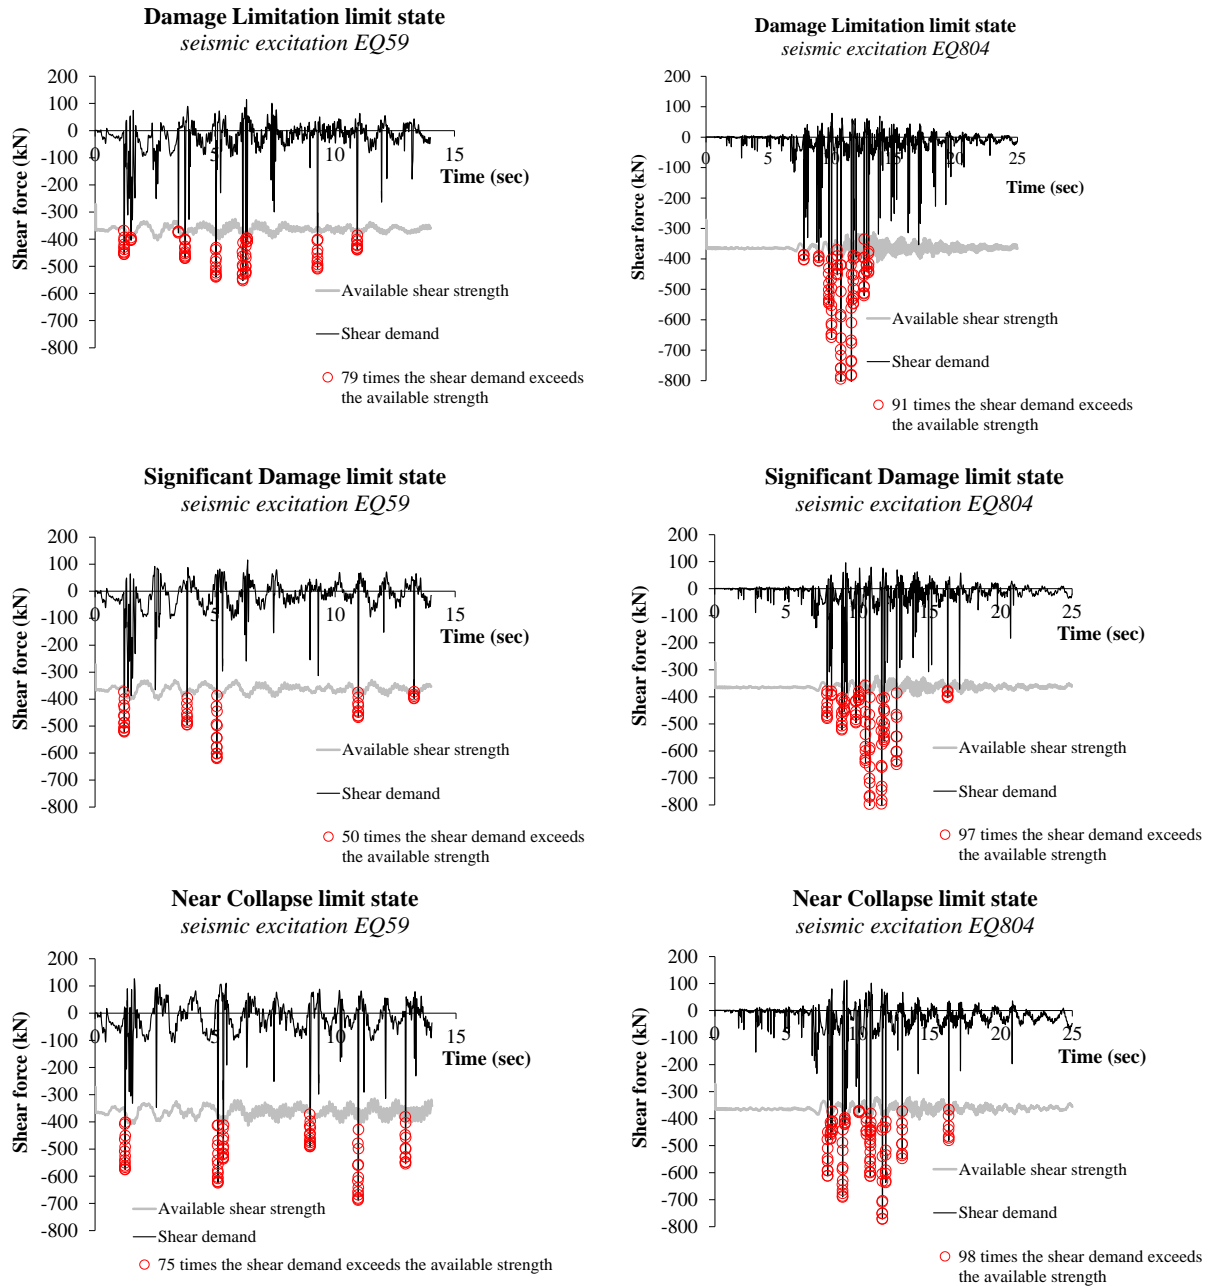 Damage Limitation limit state
seismic excitation EQ59
200
100
0
-100
-200
-300
-400
-500
-600
-700
-800
Shear force (kN)
0
5
10
15
Time (sec)
Available shear strength
Shear demand
79 times the shear demand exceeds
the available strength
Damage Limitation limit state
seismic excitation EQ804
200
100
0
-100
-200
-300
-400
-500
-600
-700
-800
Shear force (kN)
0
5
10
15
20
25
Time (sec)
Available shear strength
Shear demand
91 times the shear demand exceeds
the available strength
Significant Damage limit state
seismic excitation EQ59
200
100
0
-100
-200
-300
-400
-500
-600
-700
-800
Shear force (kN)
0
5
10
15
Time (sec)
Available shear strength
Shear demand
50 times the shear demand exceeds
the available strength
Significant Damage limit state
seismic excitation EQ804
200
100
0
-100
-200
-300
-400
-500
-600
-700
-800
Shear force (kN)
0
5
10
15
20
25
Time (sec)
Available shear strength
Shear demand
97 times the shear demand exceeds
the available strength
Near Collapse limit state
seismic excitation EQ59
200
100
0
-100
-200
-300
-400
-500
-600
-700
-800
Shear force (kN)
0
5
10
15
Time (sec)
Available shear strength
Shear demand
75 times the shear demand exceeds the available strength
Near Collapse limit state
seismic excitation EQ804
200
100
0
-100
-200
-300
-400
-500
-600
-700
-800
Shear force (kN)
0
5
10
15
20
25
Time (sec)
Available shear strength
Shear demand
98 times the shear demand exceeds
the available strength